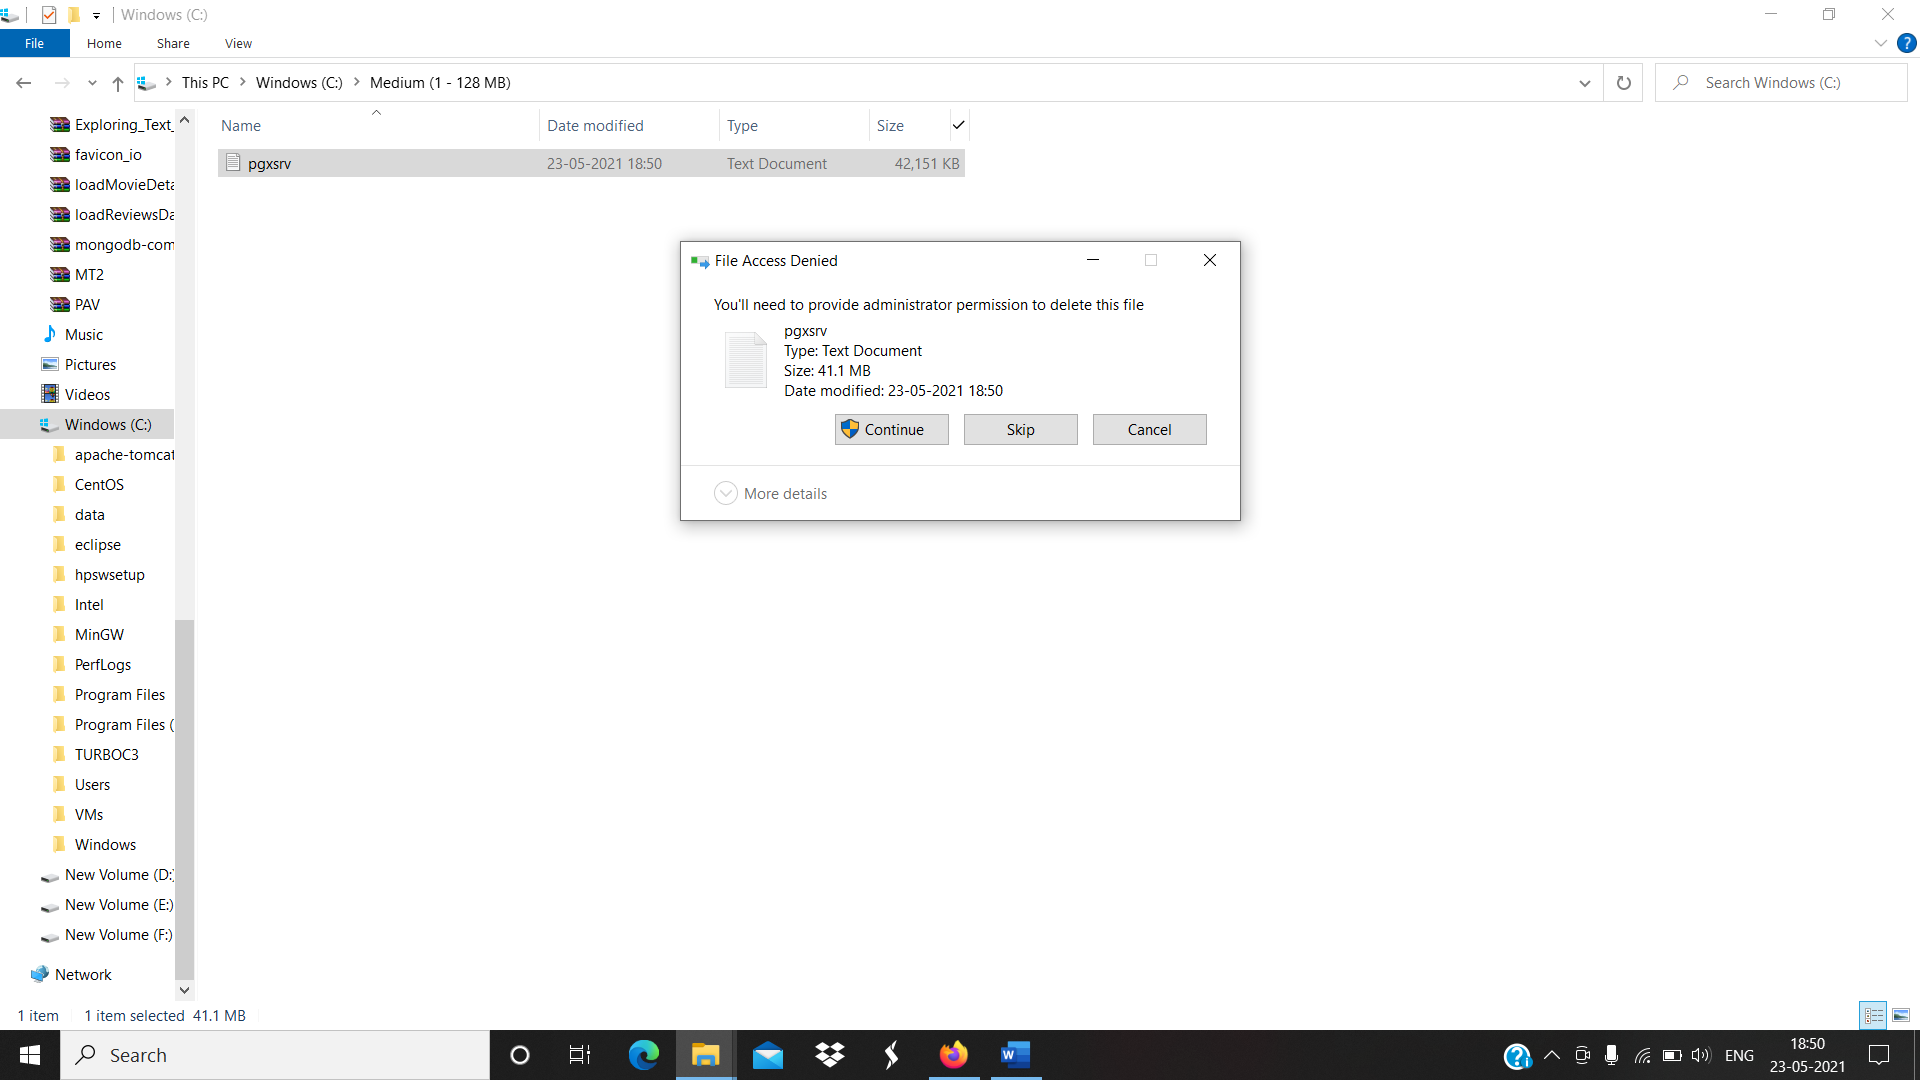 Windows (C:)
File Home Share View
This PC Windows (C:) Medium (1 - 128 MB)
Search Windows (C:)
Name Date modified Type Size
pgxsrv 23-05-2021 18:50 Text Document 42,151 KB
Exploring_Text_
favicon_io
loadMovieDeta
loadReviewsDa
mongodb-com
MT2
PAV
Music
Pictures
Videos
Windows (C:)
apache-tomcat
CentOS
data
eclipse
hpswsetup
Intel
MinGW
PerfLogs
Program Files
Program Files (
TURBOC3
Users
VMs
Windows
New Volume (D:)
New Volume (E:)
New Volume (F:)
Network
File Access Denied
You'll need to provide administrator permission to delete this file
pgxsrv
Type: Text Document
Size: 41.1 MB
Date modified: 23-05-2021 18:50
Continue Skip Cancel
More details
1 item 1 item selected 41.1 MB
Search
ENG
18:50
23-05-2021